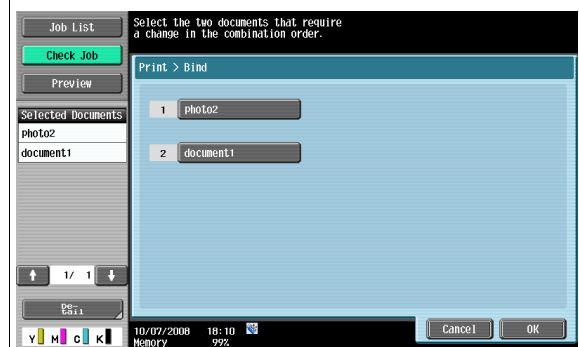 Job List
Select the two documents that require
a change in the combination order.
Check Job
Print > Bind
Preview
1 photo2
Selected Documents
photo2
document1
2 document1
1/ 1
De-
tail
Cancel
OK
Y M C K
10/07/2008 18:10
Memory 99%